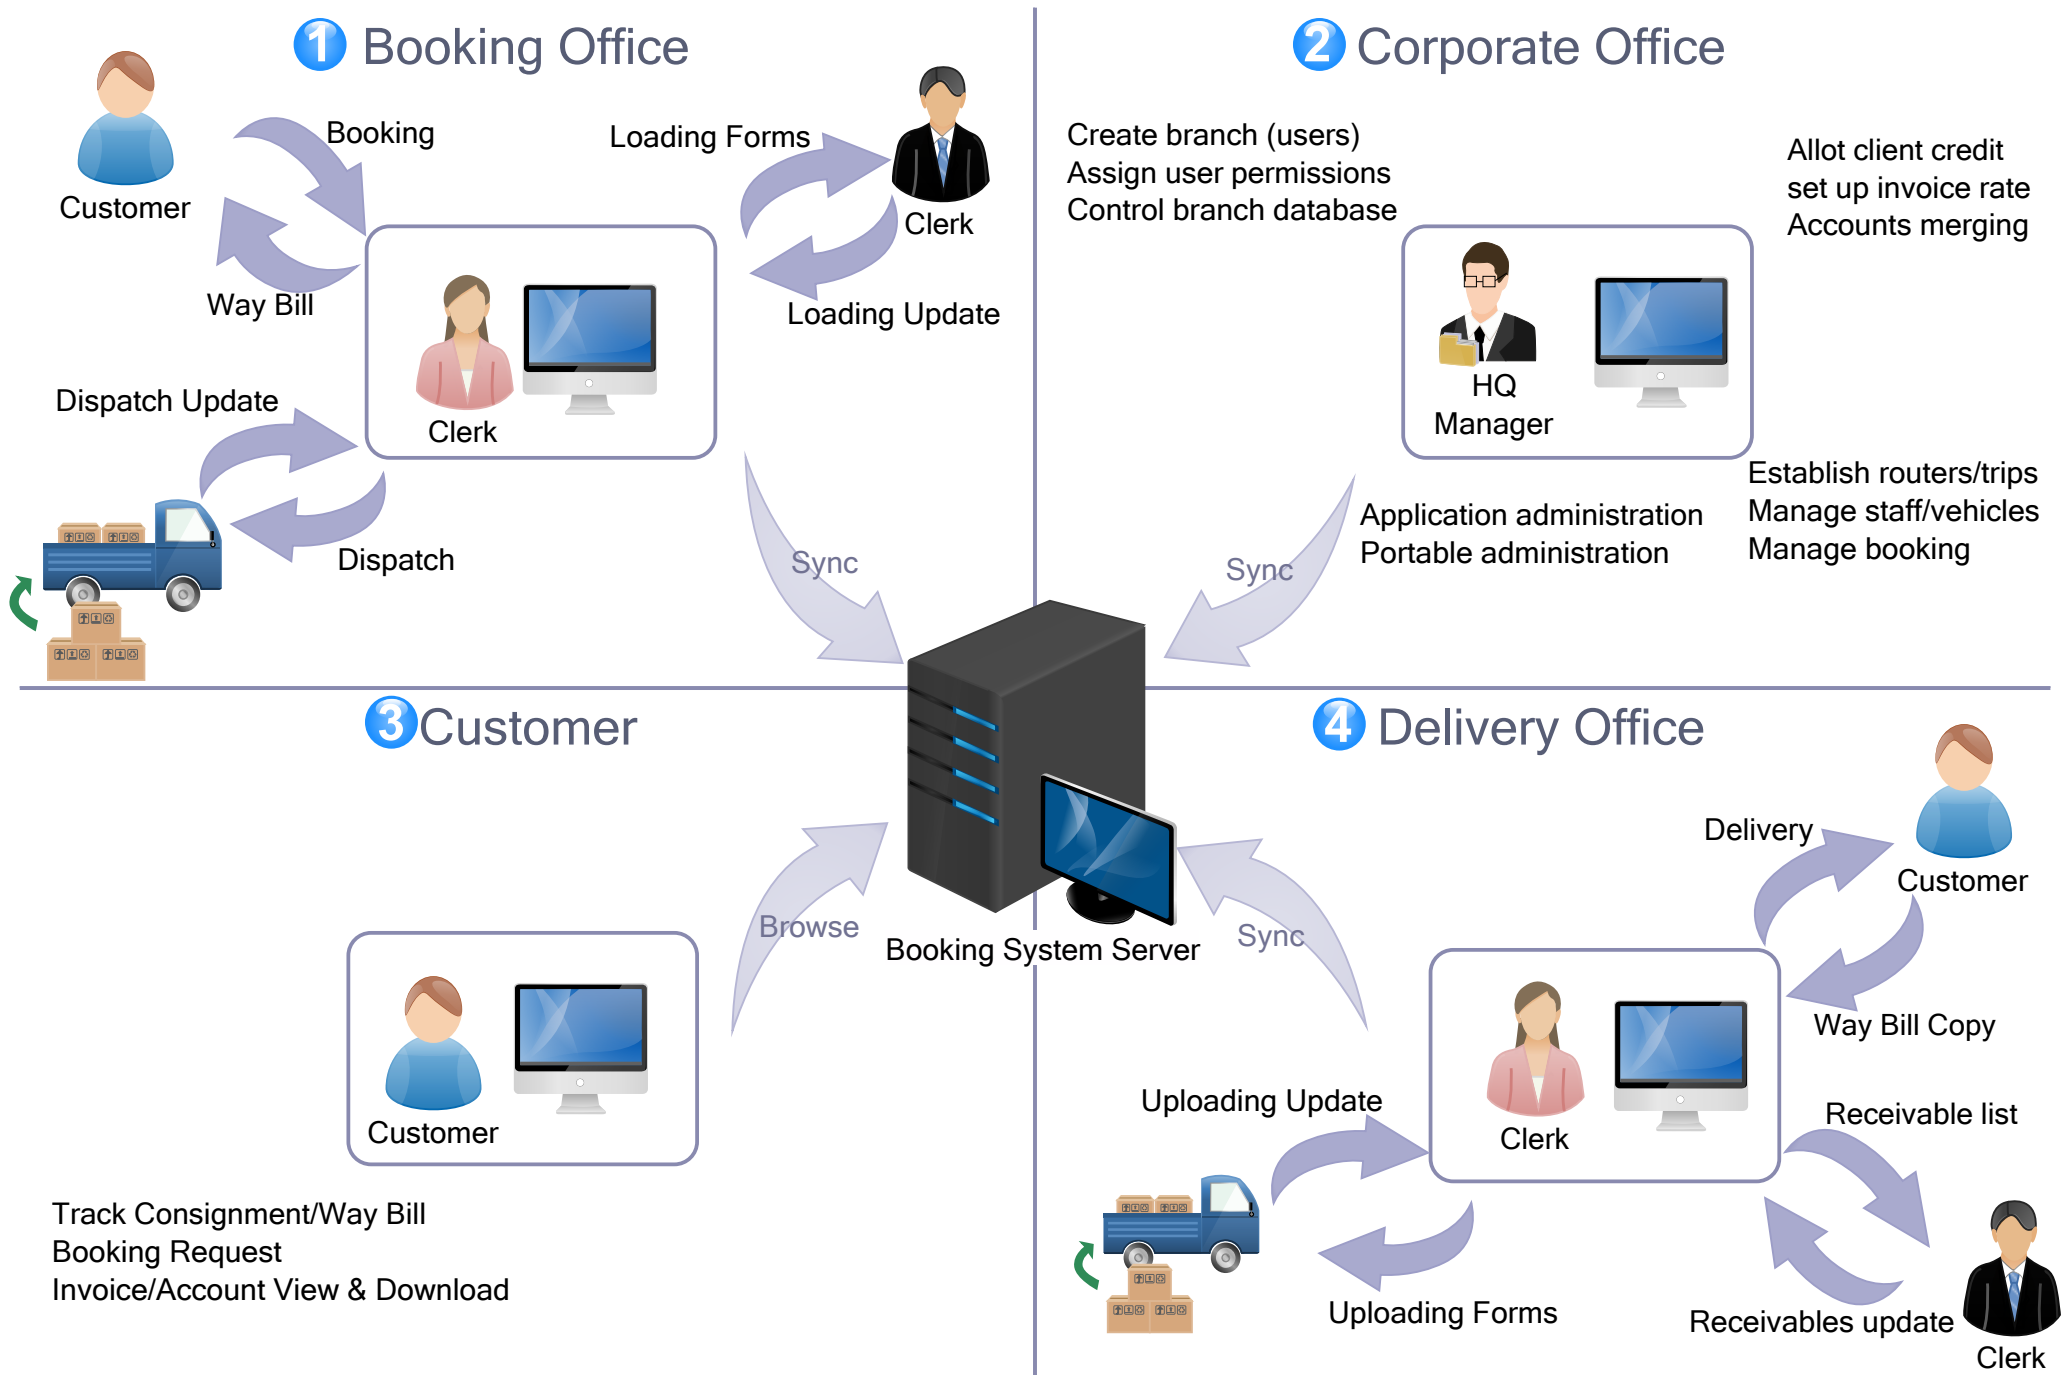 1 Booking Office
Customer
Booking
Way Bill
Loading Forms
Clerk
Loading Update
Clerk
Dispatch Update
Dispatch
Sync
2 Corporate Office
Create branch (users)
Assign user permissions
Control branch database
Allot client credit
set up invoice rate
Accounts merging
HQ
Manager
Establish routers/trips
Manage staff/vehicles
Manage booking
Application administration
Portable administration
Sync
3 Customer
Browse
Booking System Server
Customer
Track Consignment/Way Bill
Booking Request
Invoice/Account View & Download
4 Delivery Office
Delivery
Customer
Sync
Way Bill Copy
Clerk
Uploading Update
Uploading Forms
Receivable list
Receivables update
Clerk